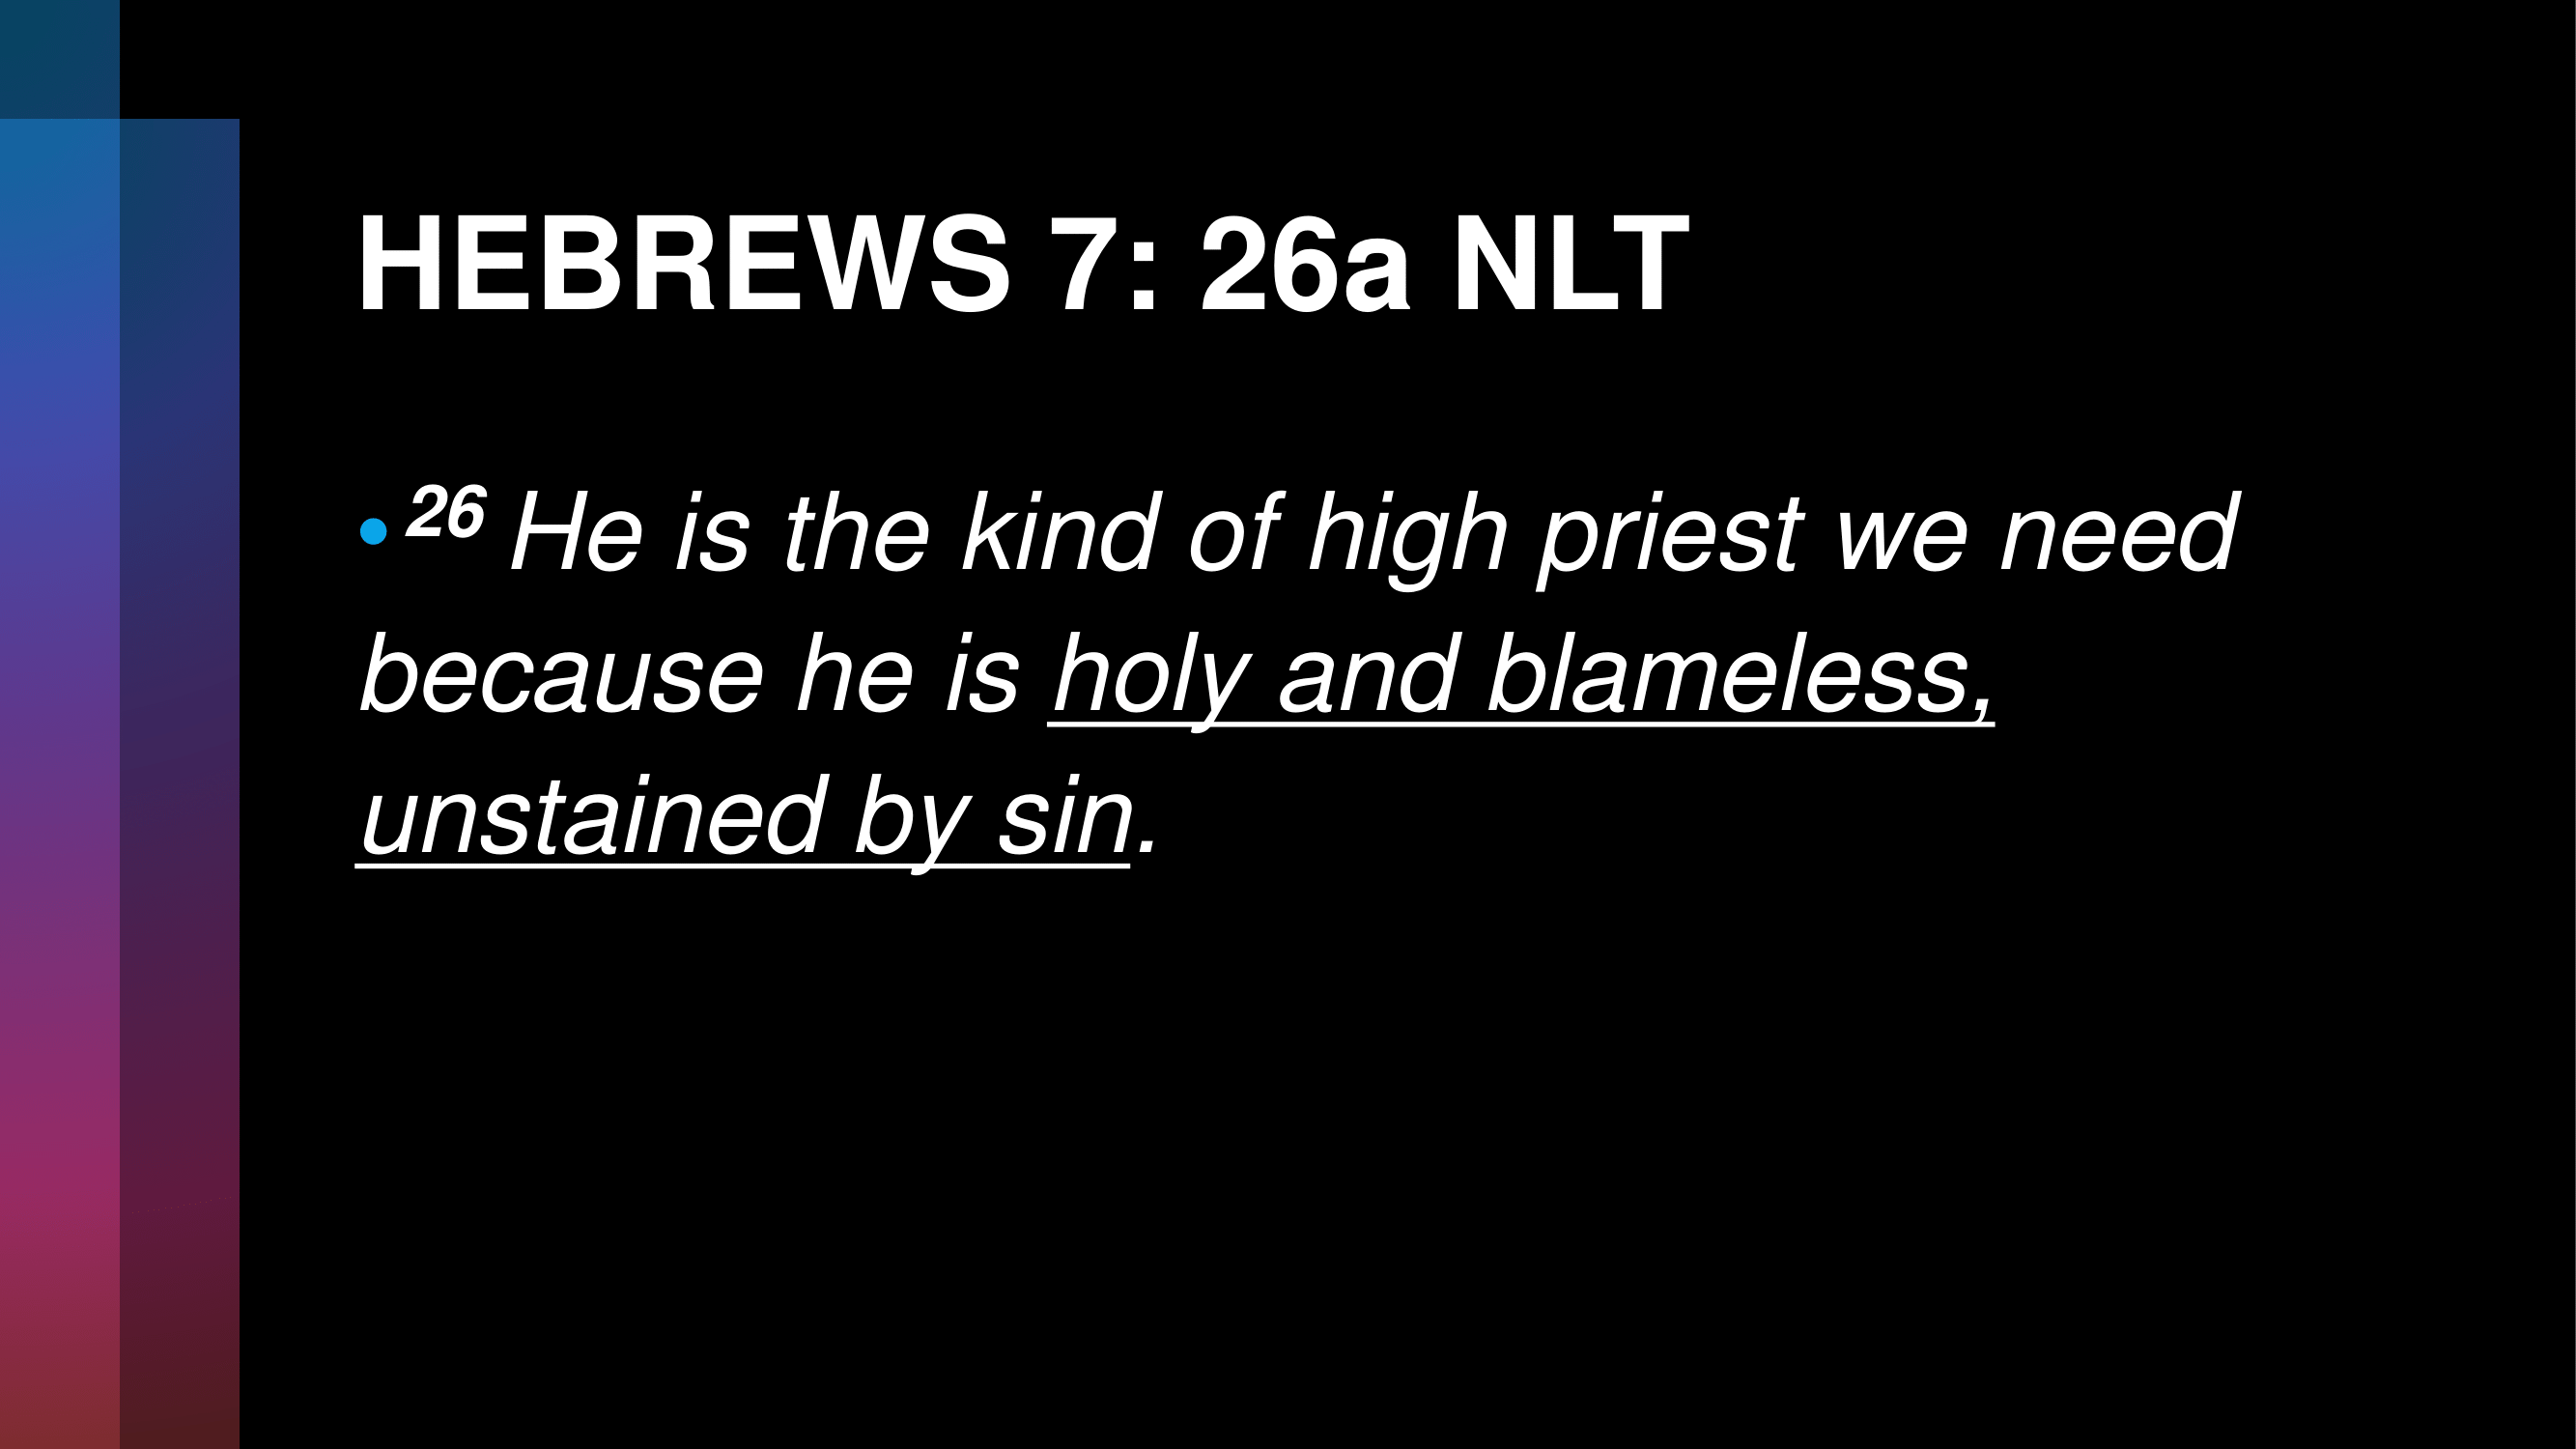 HEBREWS 7: 26a NLT
• 26 He is the kind of high priest we need
because he is holy and blameless,
unstained by sin.